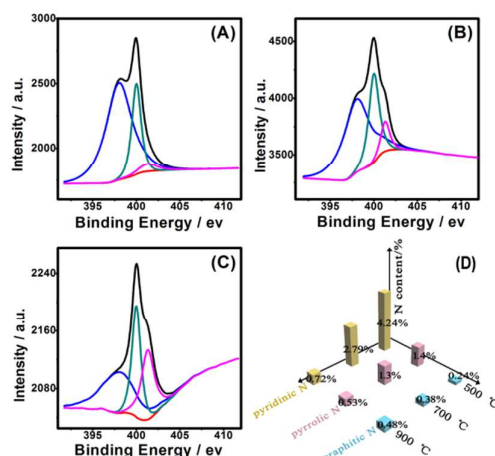 (A)
3000
2500
1800
Intensity / a.u.
395 400 405 410
Binding Energy / ev
(B)
4500
4000
3500
Intensity / a.u.
395 400 405 410
Binding Energy / ev
(C)
2240
2160
2080
Intensity / a.u.
395 400 405 410
Binding Energy / ev
(D)
N content/%
4.24%
2.79%
0.72%
1.4%
1.3%
0.53%
0.24%
0.38%
0.48%
pyridinic N
pyrrolic N
raphitic N
500 ℃
700 ℃
900 ℃